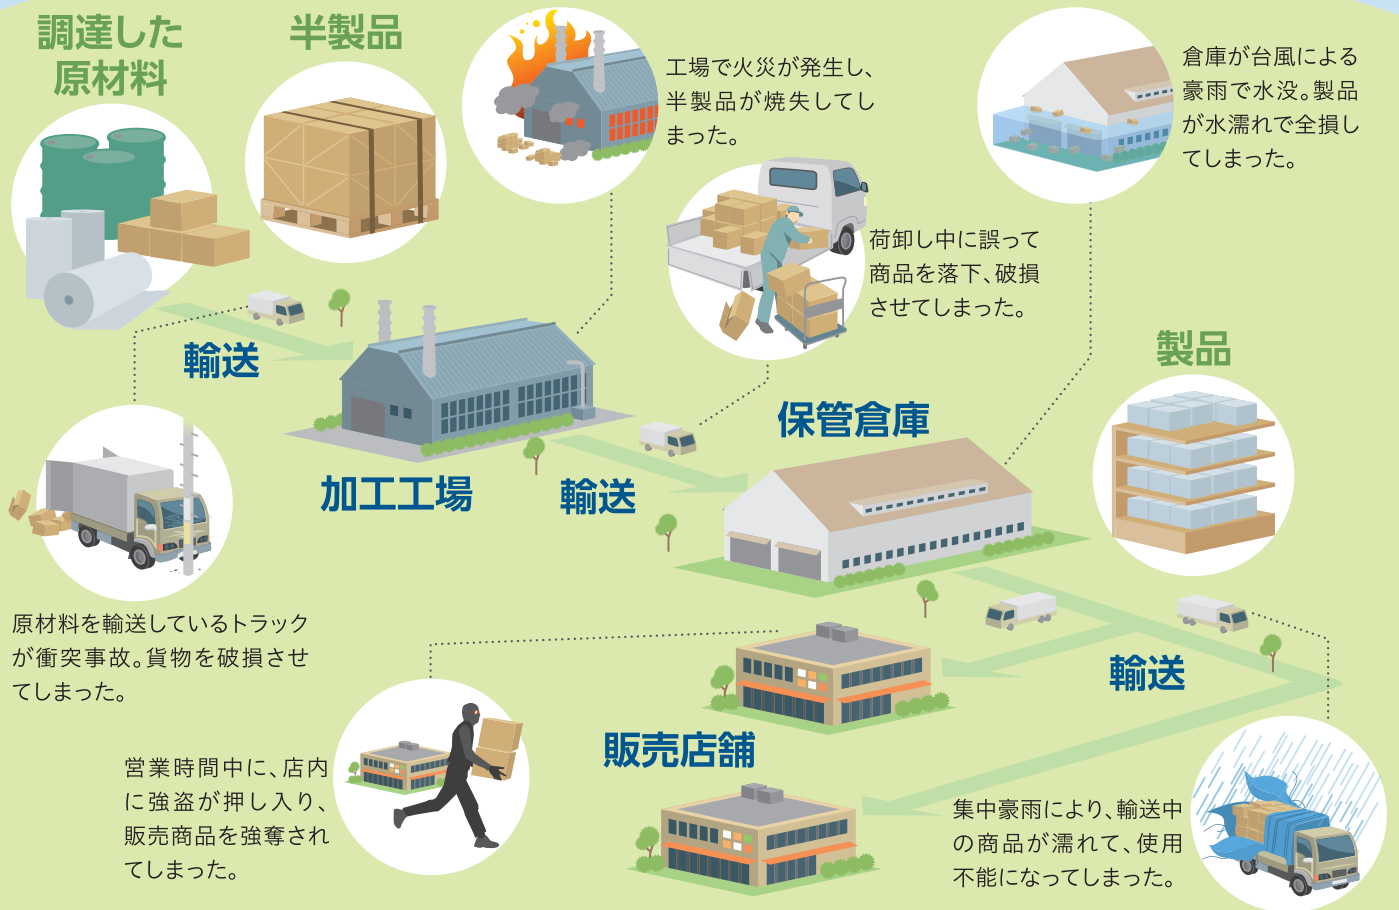 調達した
原材料
半製品
工場で火災が発生し、
半製品が焼失してし
まった。
倉庫が台風による
豪雨で水没。製品
が水濡れで全損し
てしまった。
荷卸し中に誤って
商品を落下、破損
させてしまった。
輸送
製品
保管倉庫
加工工場
輸送
原材料を輸送しているトラック
が衝突事故。貨物を破損させ
てしまった。
輸送
販売店舗
営業時間中に、店内
に強盗が押し入り、
販売商品を強奪され
てしまった。
集中豪雨により、輸送中
の商品が濡れて、使用
不能になってしまった。